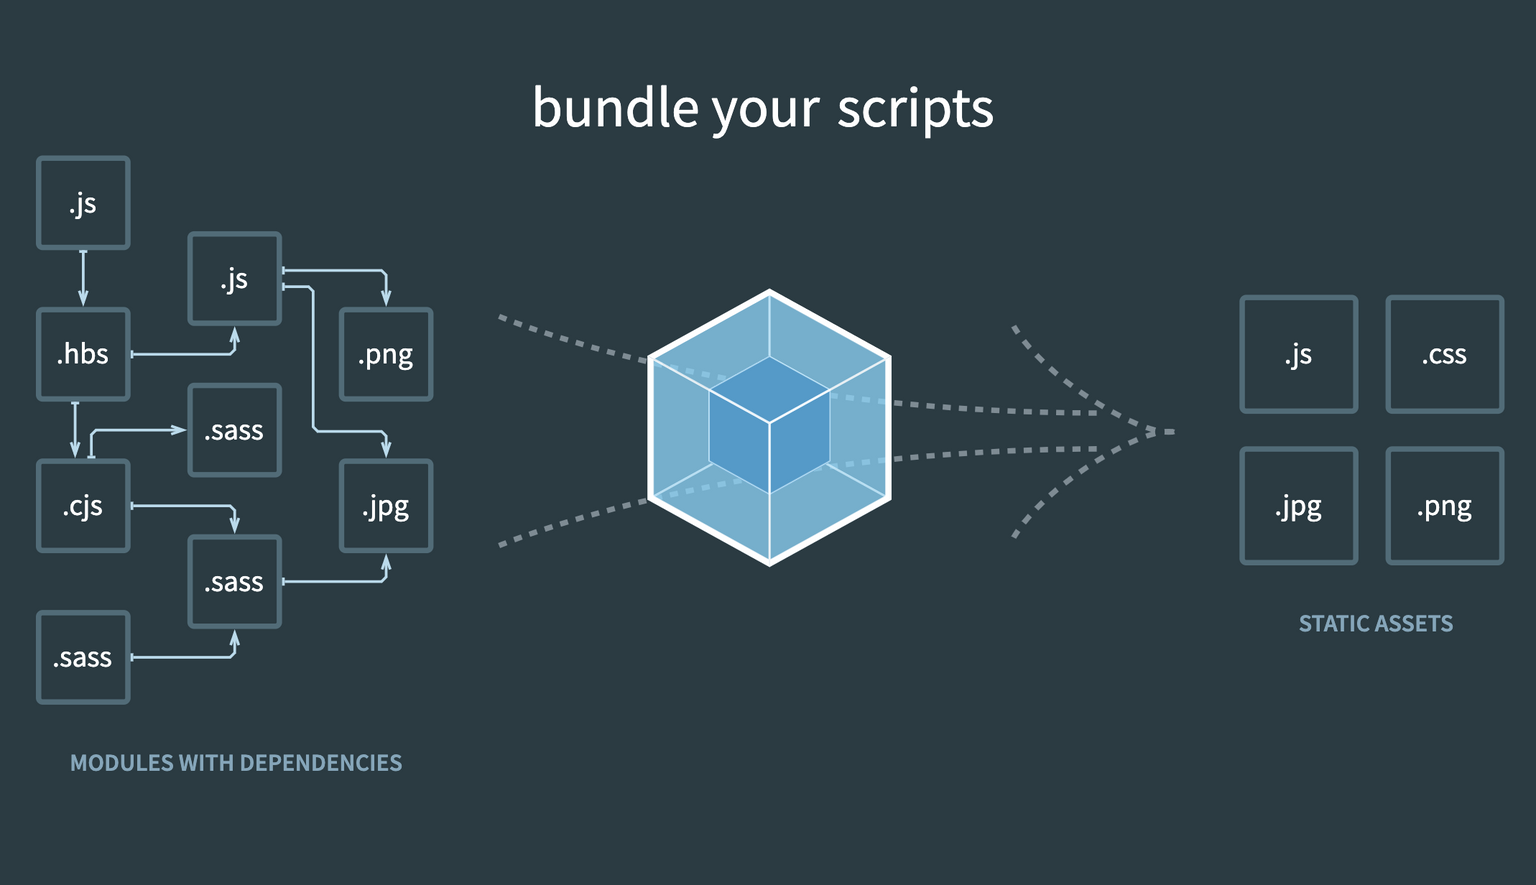 bundle your scripts
.js
.js
.hbs
.png
.sass
.cjs
.jpg
.sass
.sass
MODULES WITH DEPENDENCIES
.js
.css
.jpg
.png
STATIC ASSETS